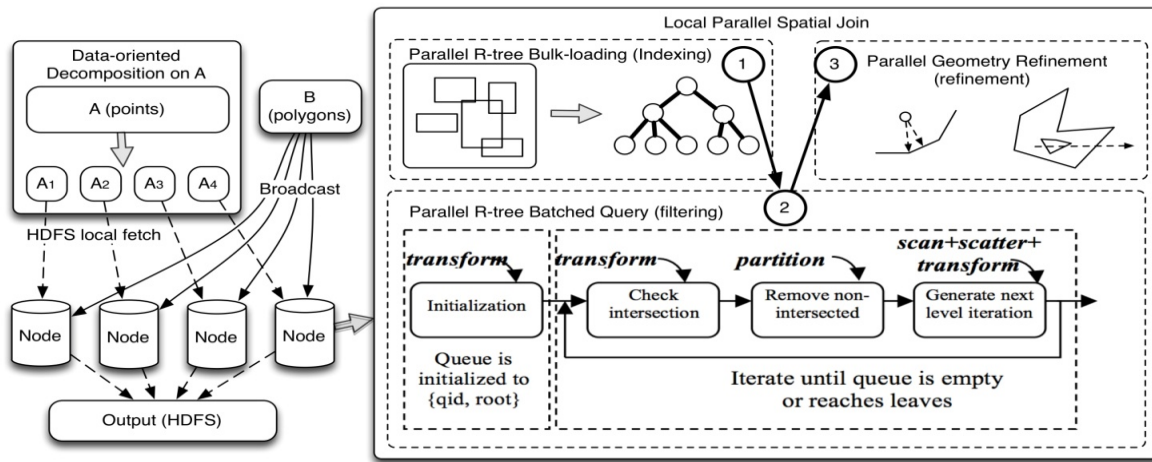 Data-oriented
Decomposition on A
A (points)
A1
A2
A3
A4
B
(polygons)
Broadcast
HDFS local fetch
Node
Node
Node
Node
Output (HDFS)
Local Parallel Spatial Join
Parallel R-tree Bulk-loading (Indexing)
1
3
Parallel Geometry Refinement
(refinement)
2
Parallel R-tree Batched Query (filtering)
transform
Initialization
Queue is
initialized to
{qid, root}
transform
Check
intersection
partition
Remove non-
intersected
scan+scatter+
transform
Generate next
level iteration
Iterate until queue is empty
or reaches leaves